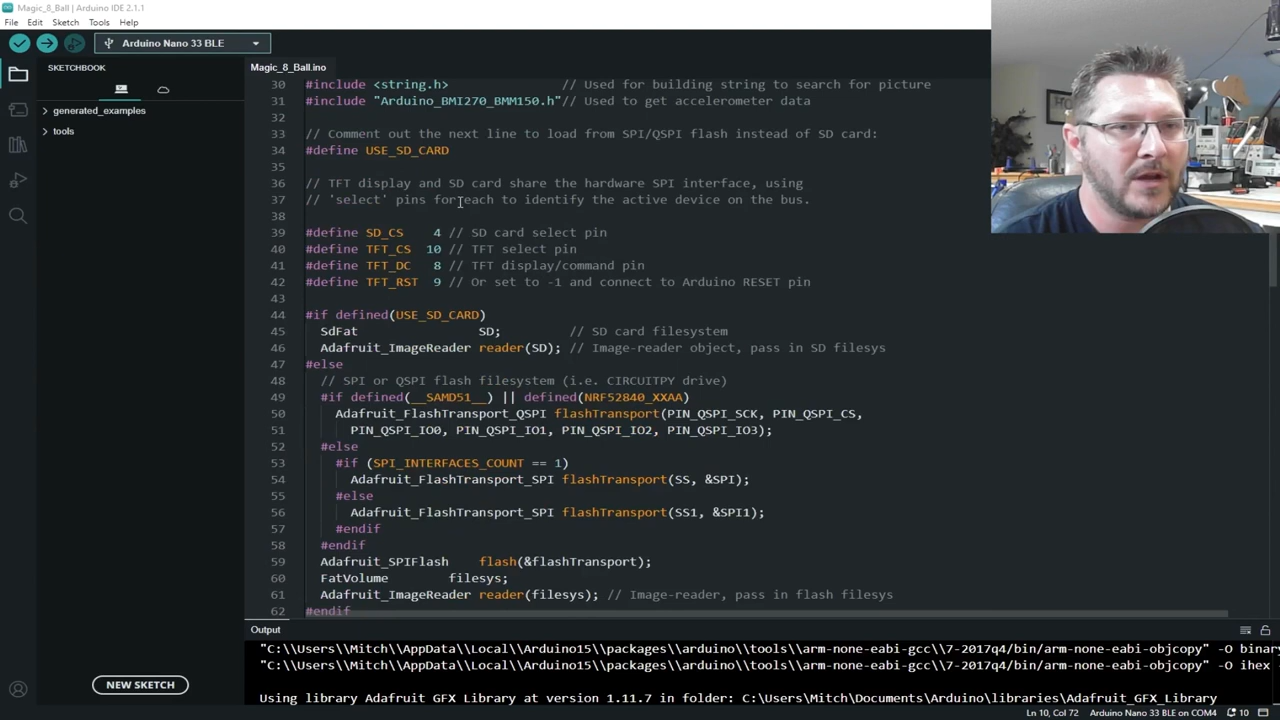 Magic_8_Ball | Arduino IDE 2.1.1
File Edit Sketch Tools Help
Arduino Nano 33 BLE
SKETCHBOOK
generated_examples
tools
NEW SKETCH
Magic_8_Ball.ino
30 #include <string.h> // Used for building string to search for picture
31 #include "Arduino_BMI270_BMM150.h"// Used to get accelerometer data
32
33 // Comment out the next line to load from SPI/QSPI flash instead of SD card:
34 #define USE_SD_CARD
35
36 // TFT display and SD card share the hardware SPI interface, using
37 // 'select' pins for each to identify the active device on the bus.
38
39 #define SD_CS 4 // SD card select pin
40 #define TFT_CS 10 // TFT select pin
41 #define TFT_DC 8 // TFT display/command pin
42 #define TFT_RST 9 // Or set to -1 and connect to Arduino RESET pin
43
44 #if defined(USE_SD_CARD)
45 SdFat SD; // SD card filesystem
46 Adafruit_ImageReader reader(SD); // Image-reader object, pass in SD filesys
47 #else
48 // SPI or QSPI flash filesystem (i.e. CIRCUITPY drive)
49 #if defined(__SAMD51__) || defined(NRF52840_XXAA)
50 Adafruit_FlashTransport_QSPI flashTransport(PIN_QSPI_SCK, PIN_QSPI_CS,
51 PIN_QSPI_IO0, PIN_QSPI_IO1, PIN_QSPI_IO2, PIN_QSPI_IO3);
52 #else
53 #if (SPI_INTERFACES_COUNT == 1)
54 Adafruit_FlashTransport_SPI flashTransport(SS, &SPI);
55 #else
56 Adafruit_FlashTransport_SPI flashTransport(SS1, &SPI1);
57 #endif
58 #endif
59 Adafruit_SPIFlash flash(&flashTransport);
60 FatVolume filesys;
61 Adafruit_ImageReader reader(filesys); // Image-reader, pass in flash filesys
62 #endif
Output
"C:\\Users\\Mitch\\AppData\\Local\\Arduino15\\packages\\arduino\\tools\\arm-none-eabi-gcc\\7-2017q4/bin/arm-none-eabi-objcopy" -O binar
"C:\\Users\\Mitch\\AppData\\Local\\Arduino15\\packages\\arduino\\tools\\arm-none-eabi-gcc\\7-2017q4/bin/arm-none-eabi-objcopy" -O ihex
Using library Adafruit GFX Library at version 1.11.7 in folder: C:\Users\Mitch\Documents\Arduino\libraries\Adafruit_GFX_Library
Ln 10, Col 72 Arduino Nano 33 BLE on COM4 10